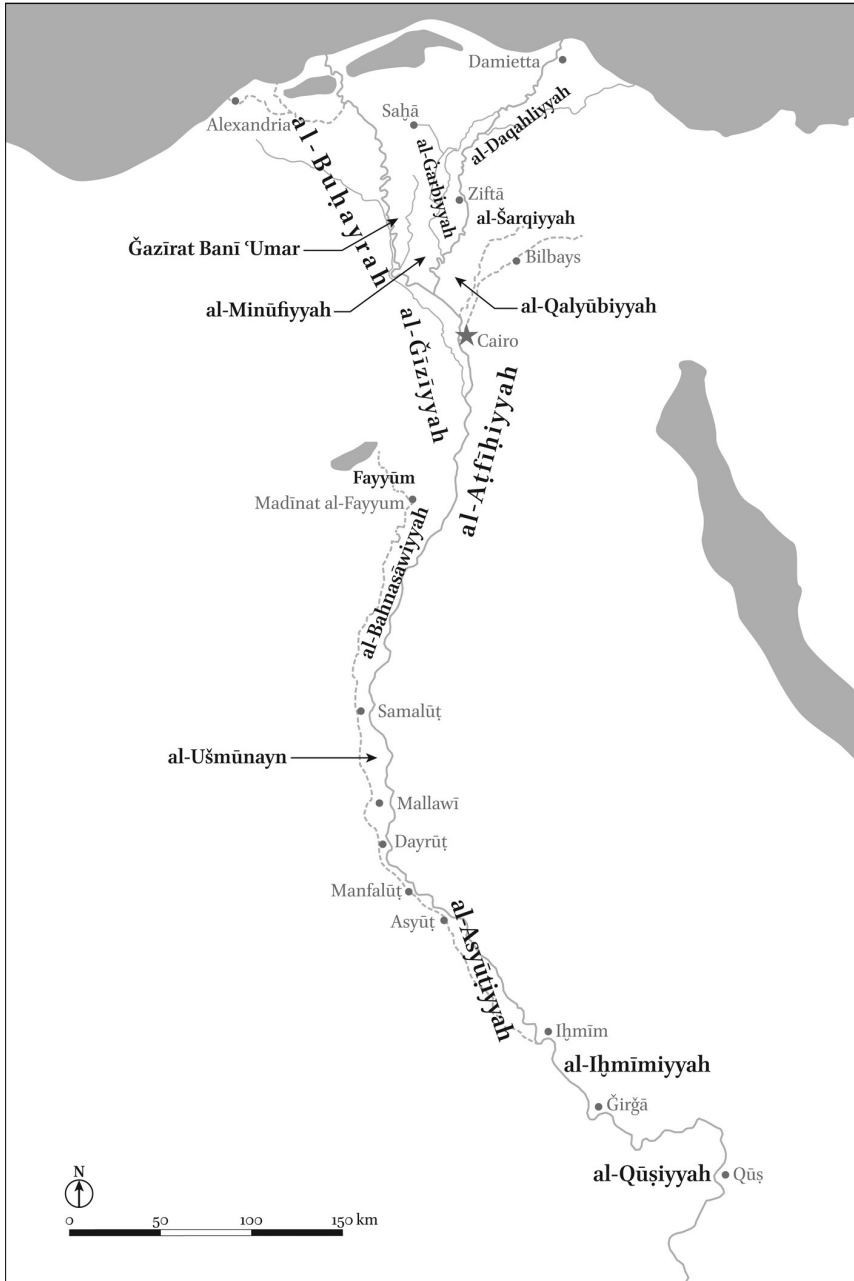 Damietta
Alexandria
Saḫā
al-Buḥayrah
al-Ġarbiyyah
al-Daqahliyyah
Ziftā
al-Šarqiyyah
Ǧazīrat Banī ʿUmar
Bilbays
al-Minūfiyyah
al-Qalyūbiyyah
Cairo
al-Ǧīzīyyah
al-Aṭfīḥiyyah
Fayyūm
Madīnat al-Fayyum
al-Bahnasāwiyyah
Samalūṭ
al-Ušmūnayn
Mallawī
Dayrūṭ
Manfalūṭ
Asyūṭ
al-Asyūṭiyyah
Iḫmīm
al-Iḫmīmiyyah
Ǧirǧā
al-Qūṣiyyah
Qūṣ
N
0 50 100 150 km